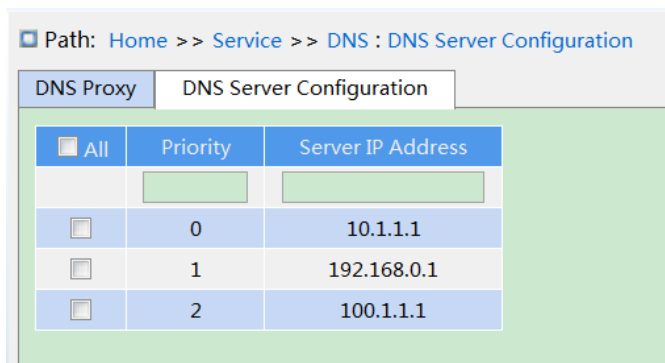 Path: Home >> Service >> DNS : DNS Server Configuration
DNS Proxy DNS Server Configuration
All Priority Server IP Address
0 10.1.1.1
1 192.168.0.1
2 100.1.1.1